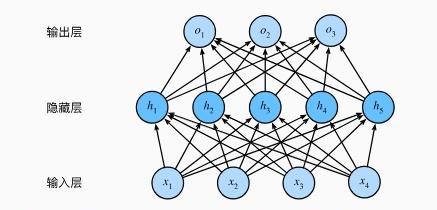 输出层 o₁ o₂ o₃
隐藏层 h₁ h₂ h₃ h₄ h₅
输入层 x₁ x₂ x₃ x₄